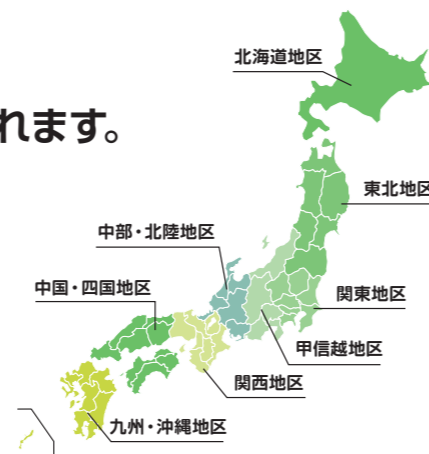 北海道地区
れます。
東北地区
中部・北陸地区
中国・四国地区
関東地区
甲信越地区
関西地区
九州・沖縄地区